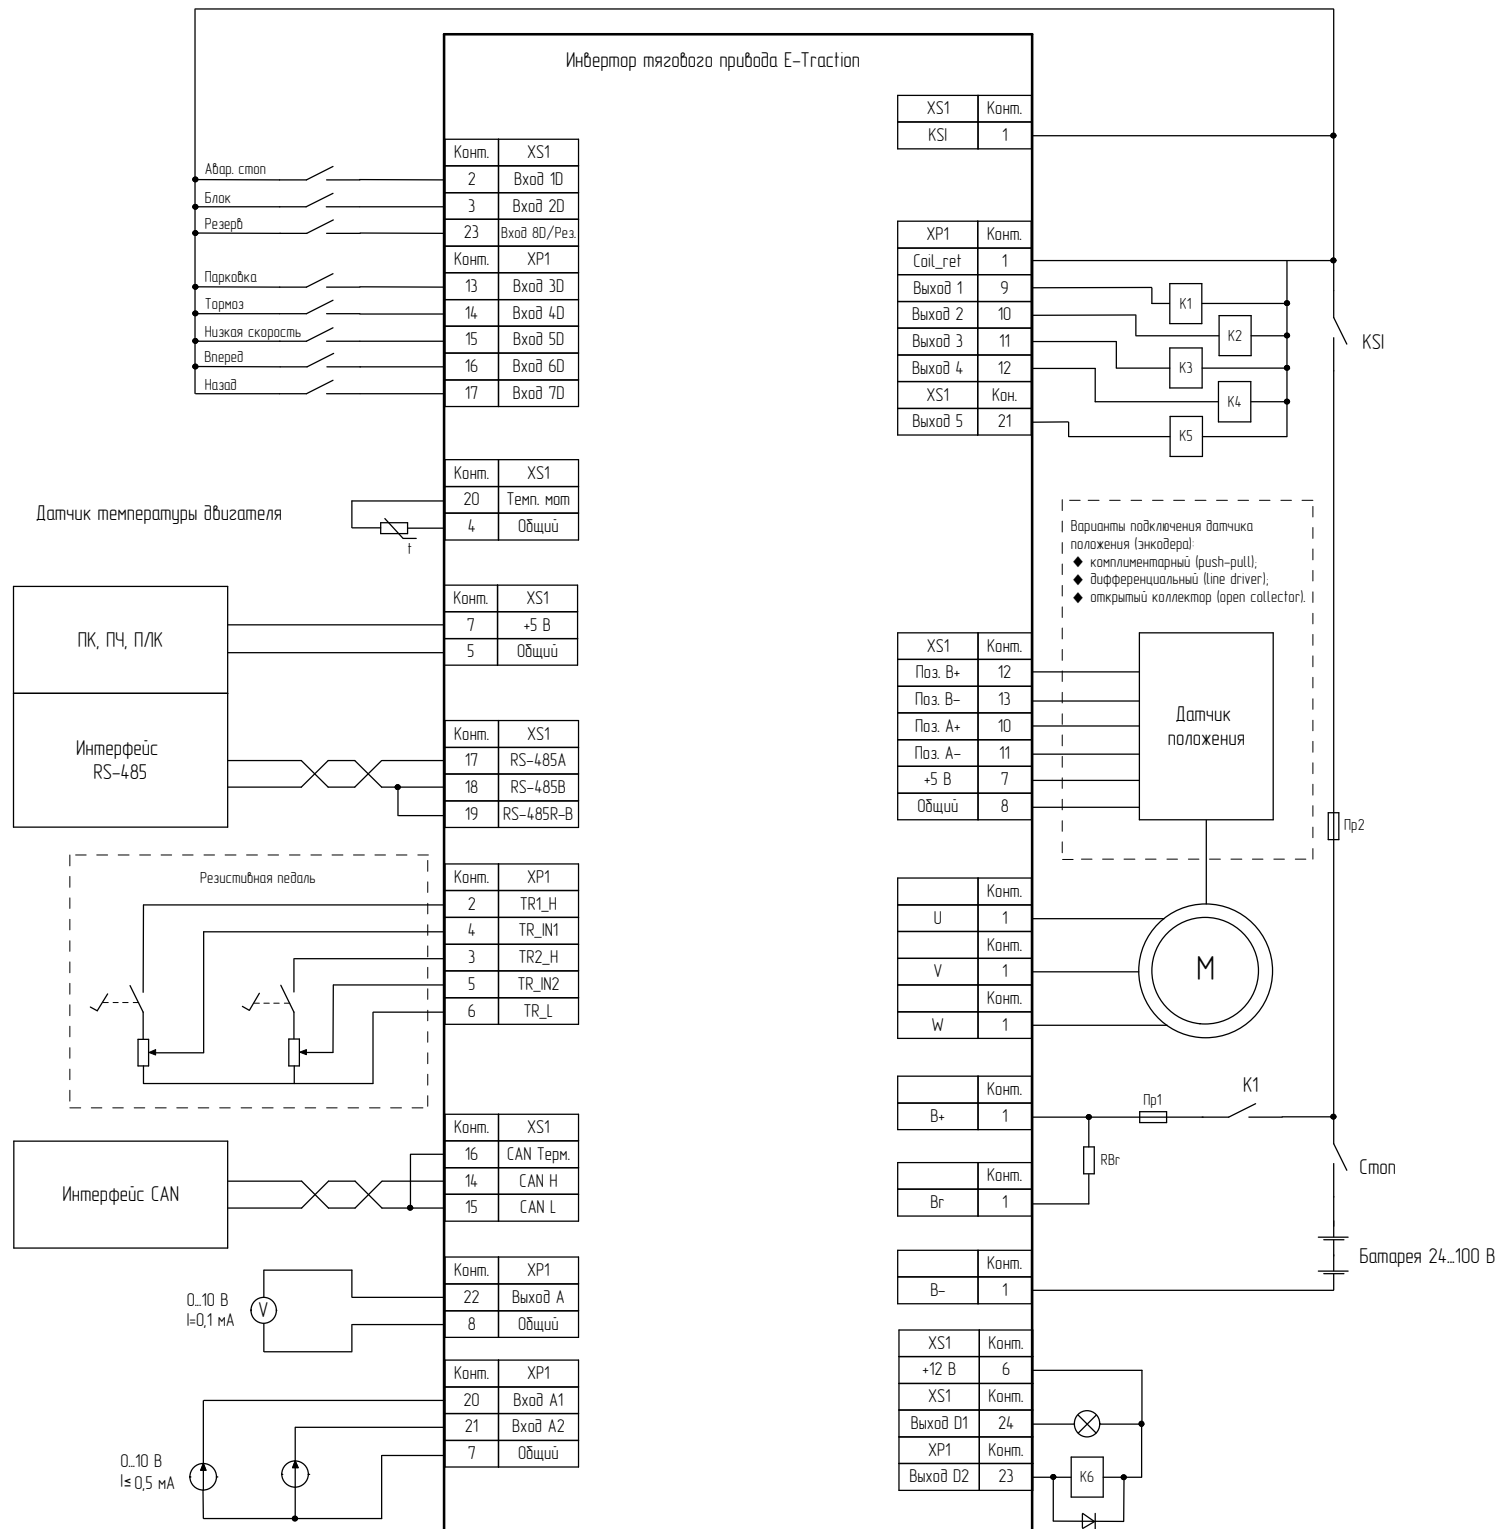 Инвертор тягового привода E-Traction
Авар. стоп
Блок
Резерв
Парковка
Тормоз
Низкая скорость
Вперед
Назад
Конт. XS1
2 Вход 1D
3 Вход 2D
23 Вход 8D/Рез.
Конт. XP1
13 Вход 3D
14 Вход 4D
15 Вход 5D
16 Вход 6D
17 Вход 7D
Датчик температуры двигателя
t
Конт. XS1
20 Темп. мот
4 Общий
ПК, ПЧ, ПЛК
Конт. XS1
7 +5 В
5 Общий
Интерфейс
RS-485
Конт. XS1
17 RS-485A
18 RS-485B
19 RS-485R-B
Резистивная педаль
Конт. XP1
2 TR1_H
4 TR_IN1
3 TR2_H
5 TR_IN2
6 TR_L
Интерфейс CAN
Конт. XS1
16 CAN Терм.
14 CAN H
15 CAN L
0...10 В
I=0,1 мА
V
Конт. XP1
22 Выход А
8 Общий
0...10 В
I≤0,5 мА
Конт. XP1
20 Вход А1
21 Вход А2
7 Общий
XS1 Конт.
KSI 1
XP1 Конт.
Coil_ret 1
Выход 1 9
Выход 2 10
Выход 3 11
Выход 4 12
XS1 Кон.
Выход 5 21
K1
K2
K3
K4
K5
KSI
Варианты подключения датчика
положения (энкодера):
♦ комплиментарный (push-pull);
♦ дифференциальный (line driver);
♦ открытый коллектор (open collector).
XS1 Конт.
Поз. В+ 12
Поз. В- 13
Поз. А+ 10
Поз. А- 11
+5 В 7
Общий 8
Датчик
положения
Пр2
Конт.
U 1
Конт.
V 1
Конт.
W 1
M
Конт.
B+ 1
Пр1
K1
RBr
Конт.
Br 1
Стоп
Батарея 24...100 В
Конт.
B- 1
XS1 Конт.
+12 В 6
XS1 Конт.
Выход D1 24
XP1 Конт.
Выход D2 23
K6